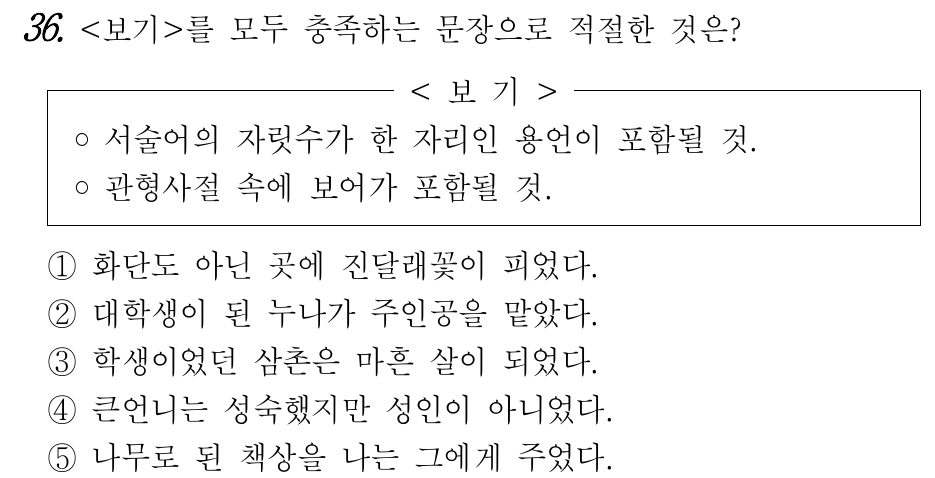 36. <보기>를 모두 충족하는 문장으로 적절한 것은?
< 보 기 >
○ 서술어의 자릿수가 한 자리인 용언이 포함될 것.
○ 관형사절 속에 보어가 포함될 것.
① 화단도 아닌 곳에 진달래꽃이 피었다.
② 대학생이 된 누나가 주인공을 맡았다.
③ 학생이었던 삼촌은 마흔 살이 되었다.
④ 큰언니는 성숙했지만 성인이 아니었다.
⑤ 나무로 된 책상을 나는 그에게 주었다.